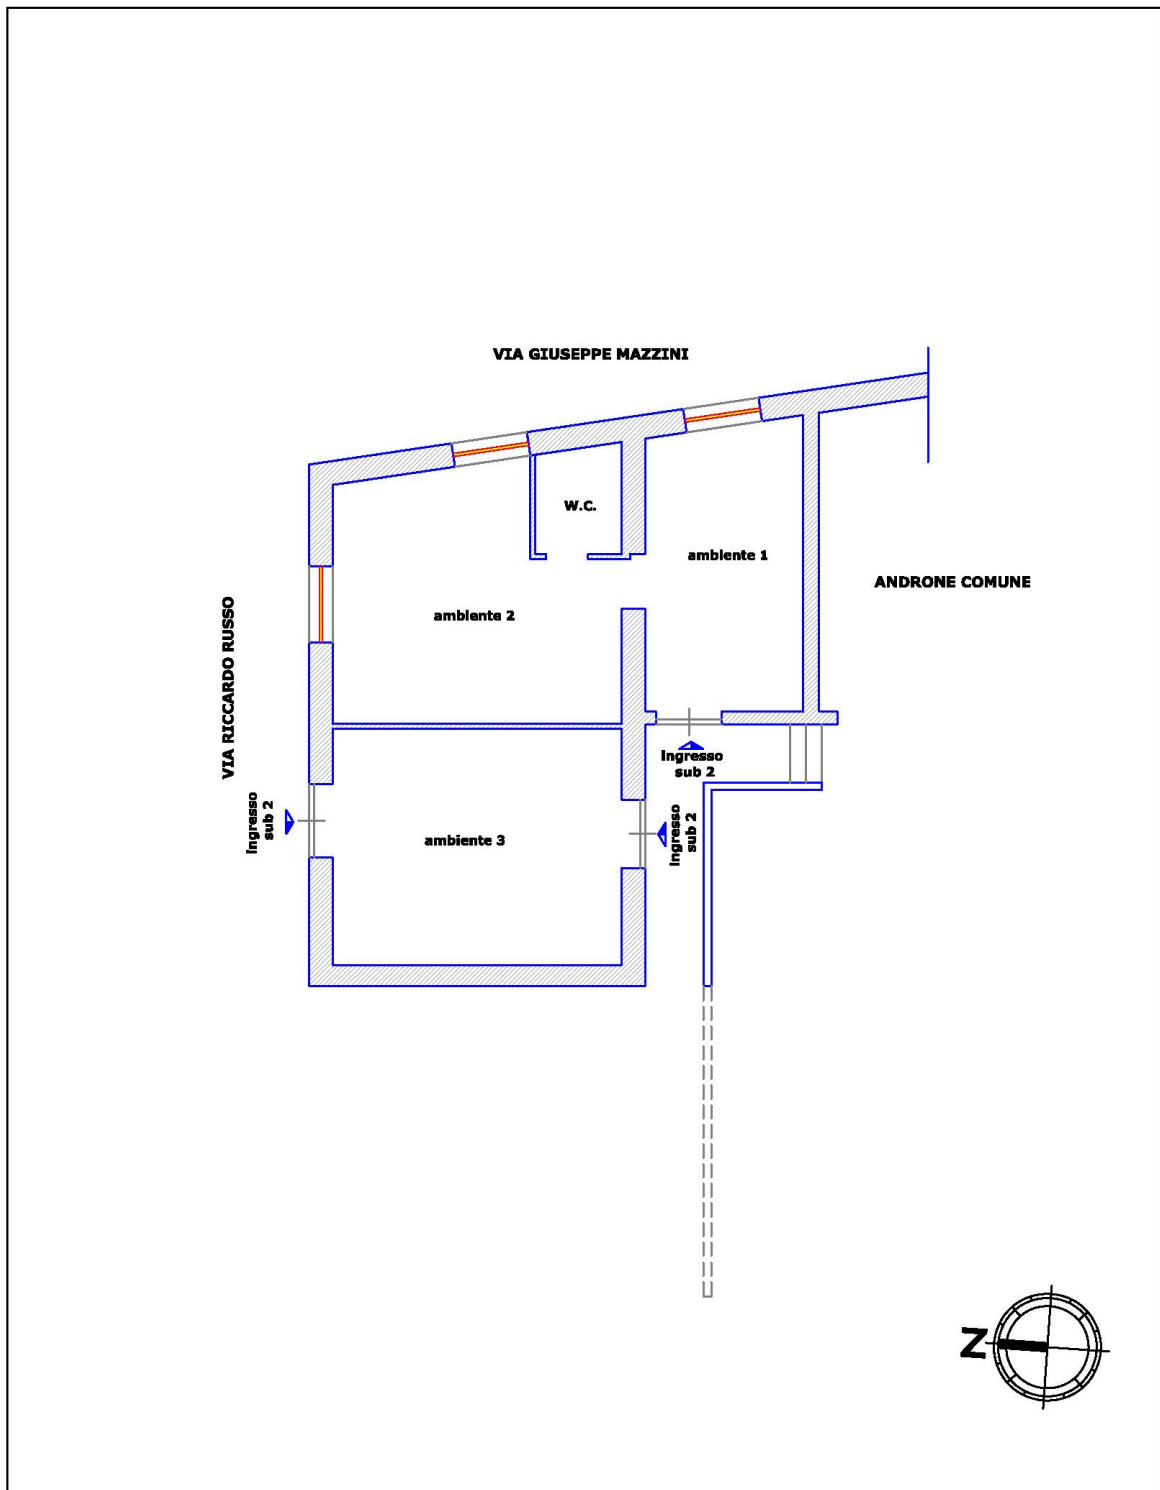 VIA GIUSEPPE MAZZINI
W.C.
ambiente 1
ANDRONE COMUNE
ambiente 2
VIA RICCARDO RUSSO
Ingresso
sub 2
Ingresso
sub 2
ambiente 3
Ingresso
sub 2
N